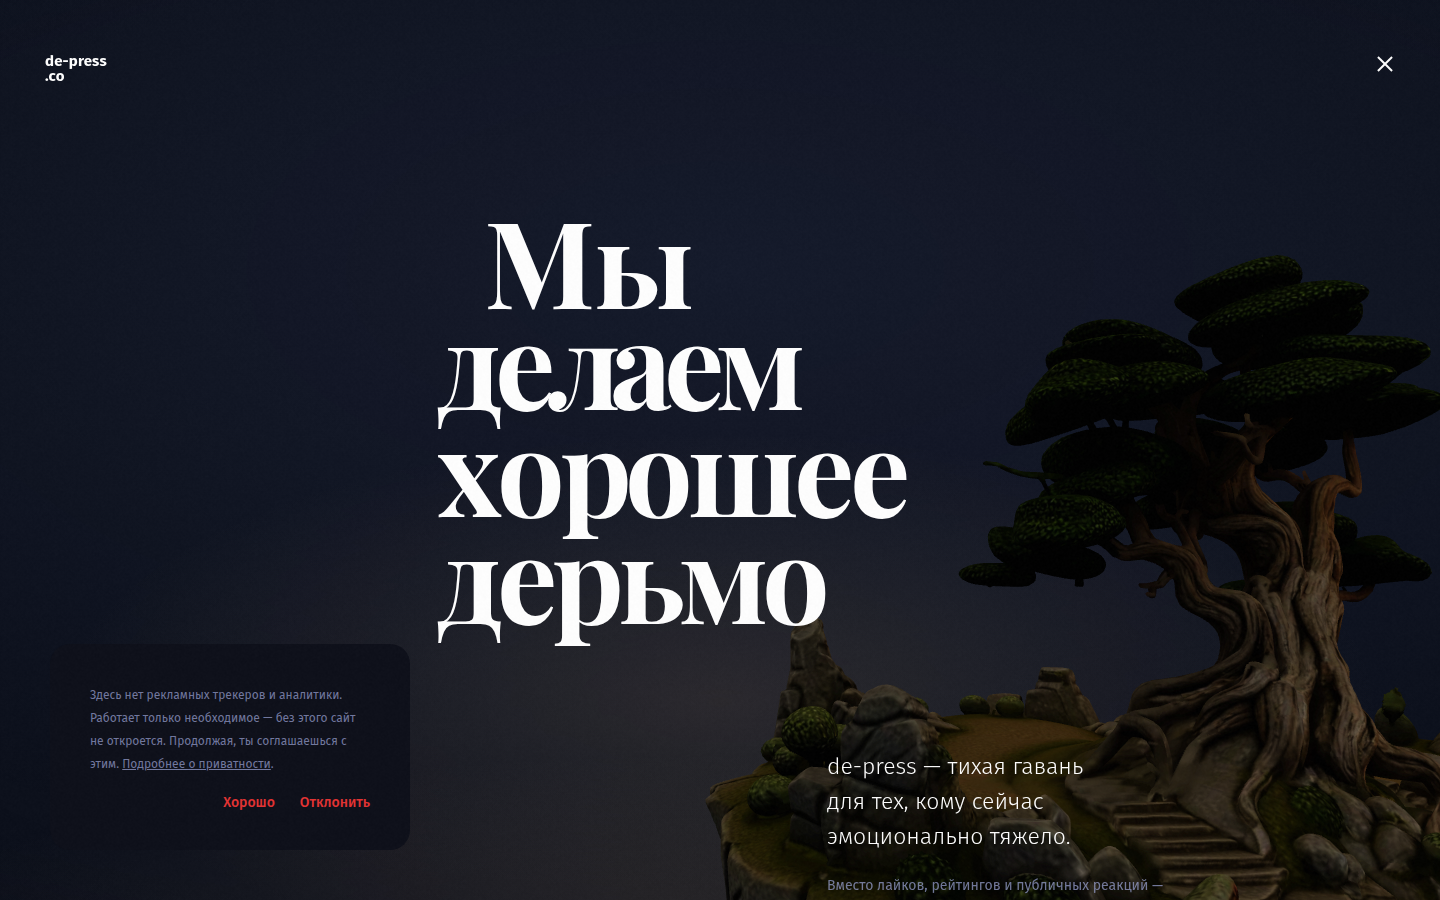 de-press
.co
Мы
делаем
хорошее
дерьмо
Здесь нет рекламных трекеров и аналитики.
Работает только необходимое — без этого сайт
не откроется. Продолжая, ты соглашаешься с
этим. Подробнее о приватности.
Хорошо Отклонить
de-press — тихая гавань
для тех, кому сейчас
эмоционально тяжело.
Вместо лайков, рейтингов и публичных реакций —